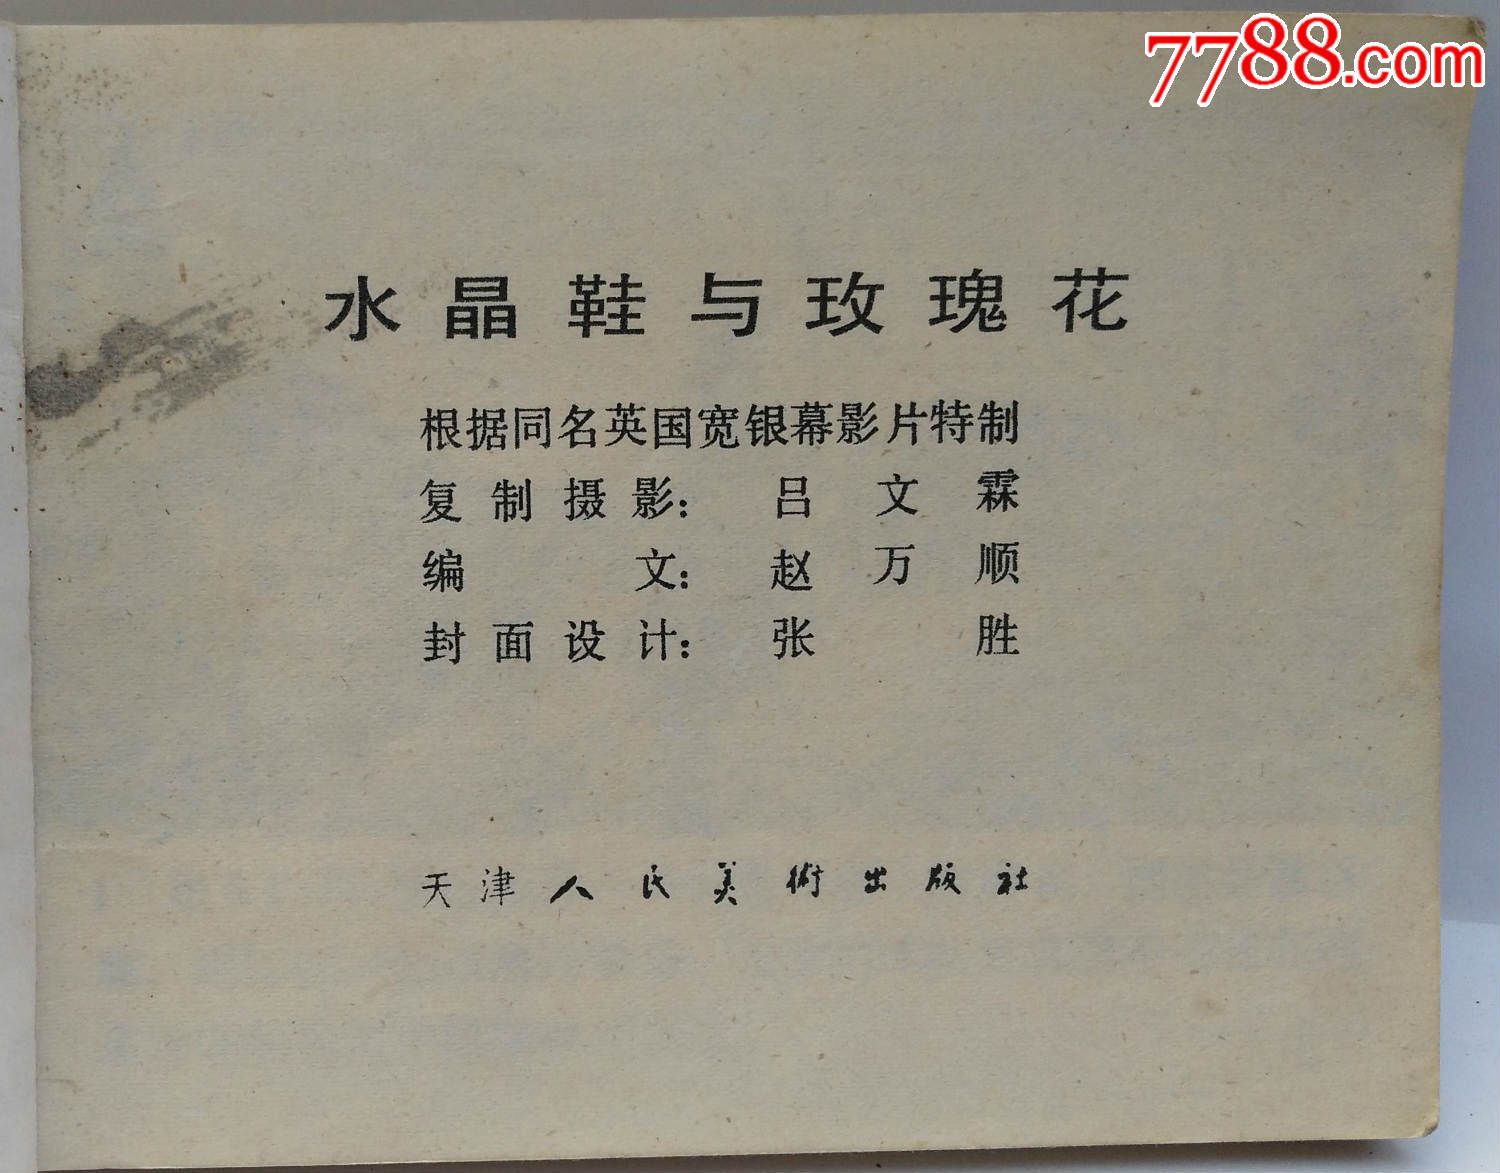 7788.com
水晶鞋与玫瑰花
根据同名英国宽银幕影片特制
复制摄影：吕文霖
编文：赵万顺
封面设计：张胜
天津人民美術出版社